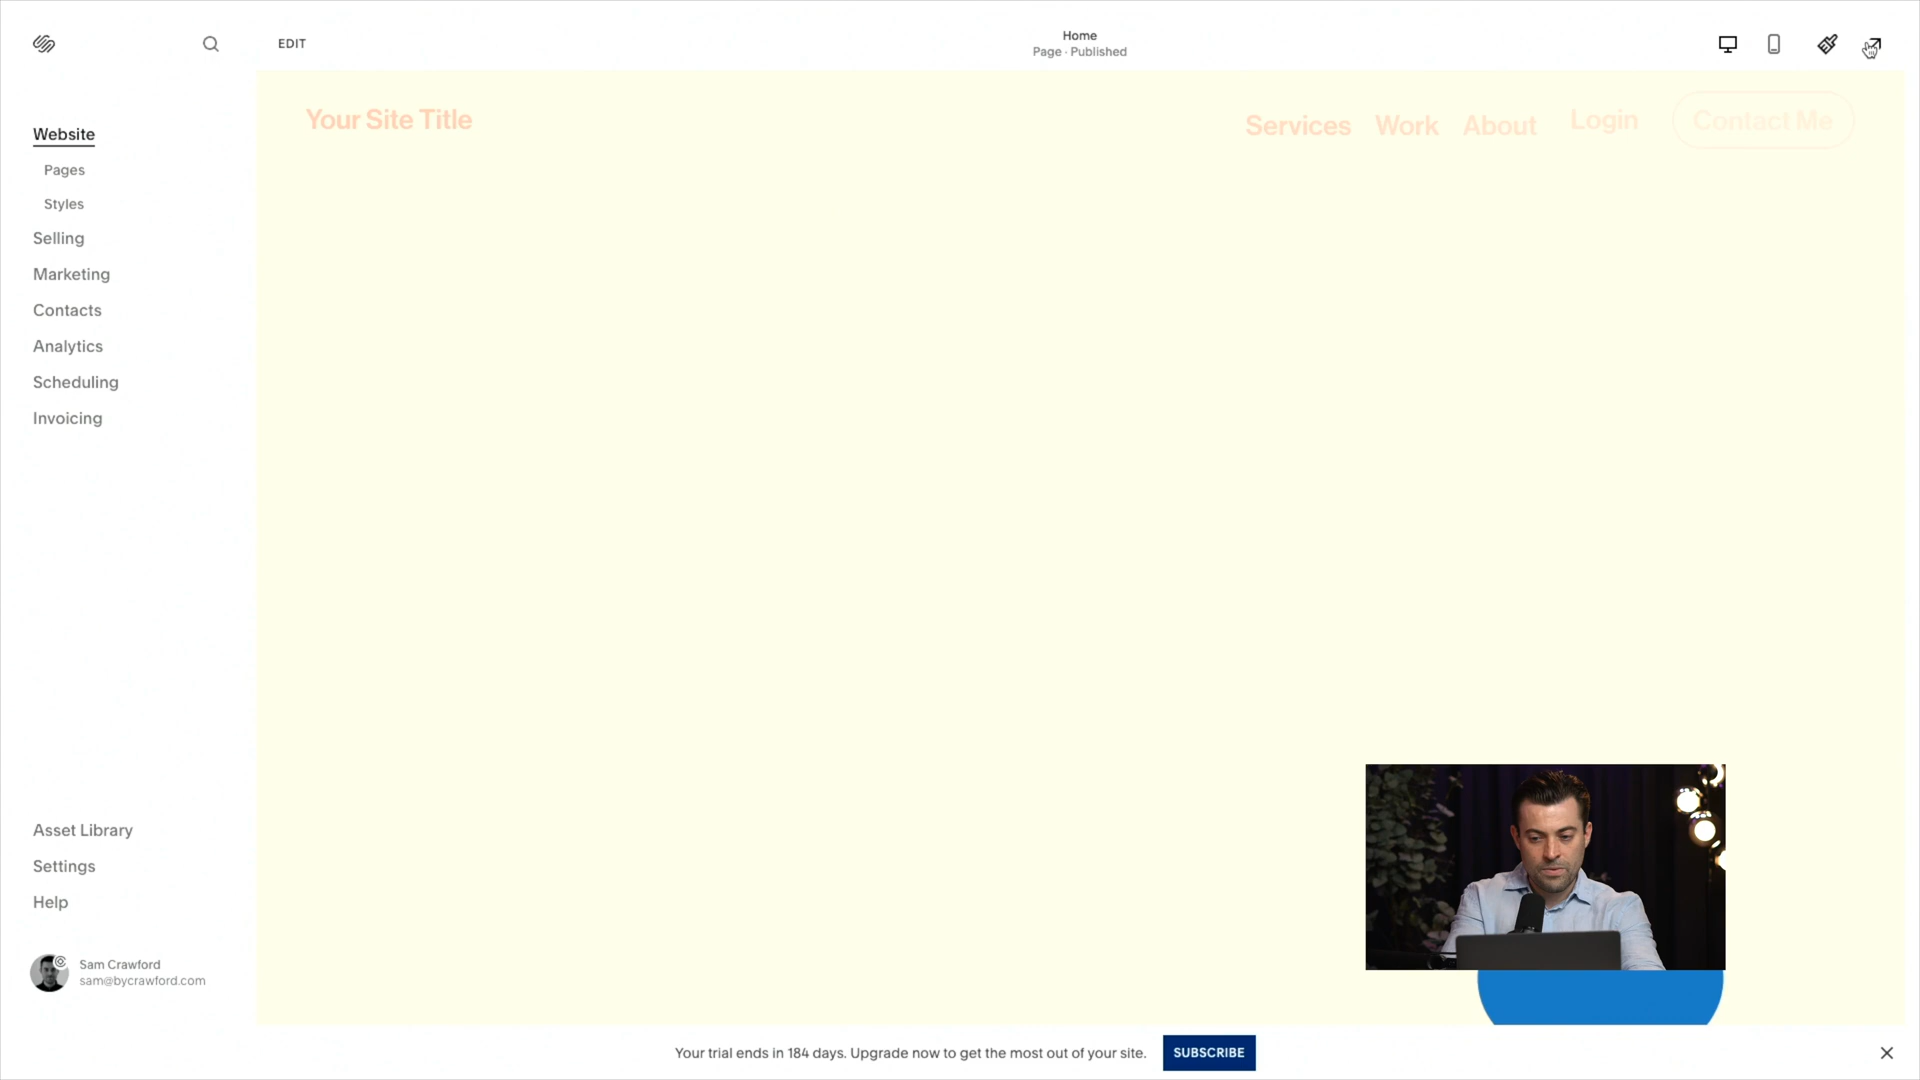 EDIT
Home
Page · Published
Website
Pages
Styles
Selling
Marketing
Contacts
Analytics
Scheduling
Invoicing
Your Site Title
Services Work About Login Contact Me
Asset Library
Settings
Help
Sam Crawford
sam@bycrawford.com
Your trial ends in 184 days. Upgrade now to get the most out of your site.
SUBSCRIBE